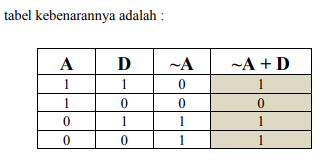 tabel kebenarannya adalah :
A D ~A ~A + D
1 1 0 1
1 0 0 0
0 1 1 1
0 0 1 1